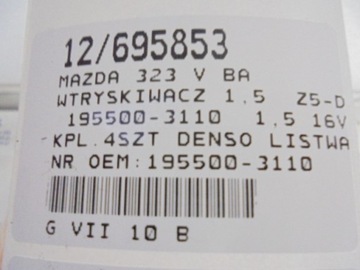 12/695853
MAZDA 323 V BA
WTRYSKIWACZ 1,5 Z5-D
195500-3110 1,5 16V
KPL.4SZT DENSO LISTWA
NR OEM:195500-3110
G VII 10 B